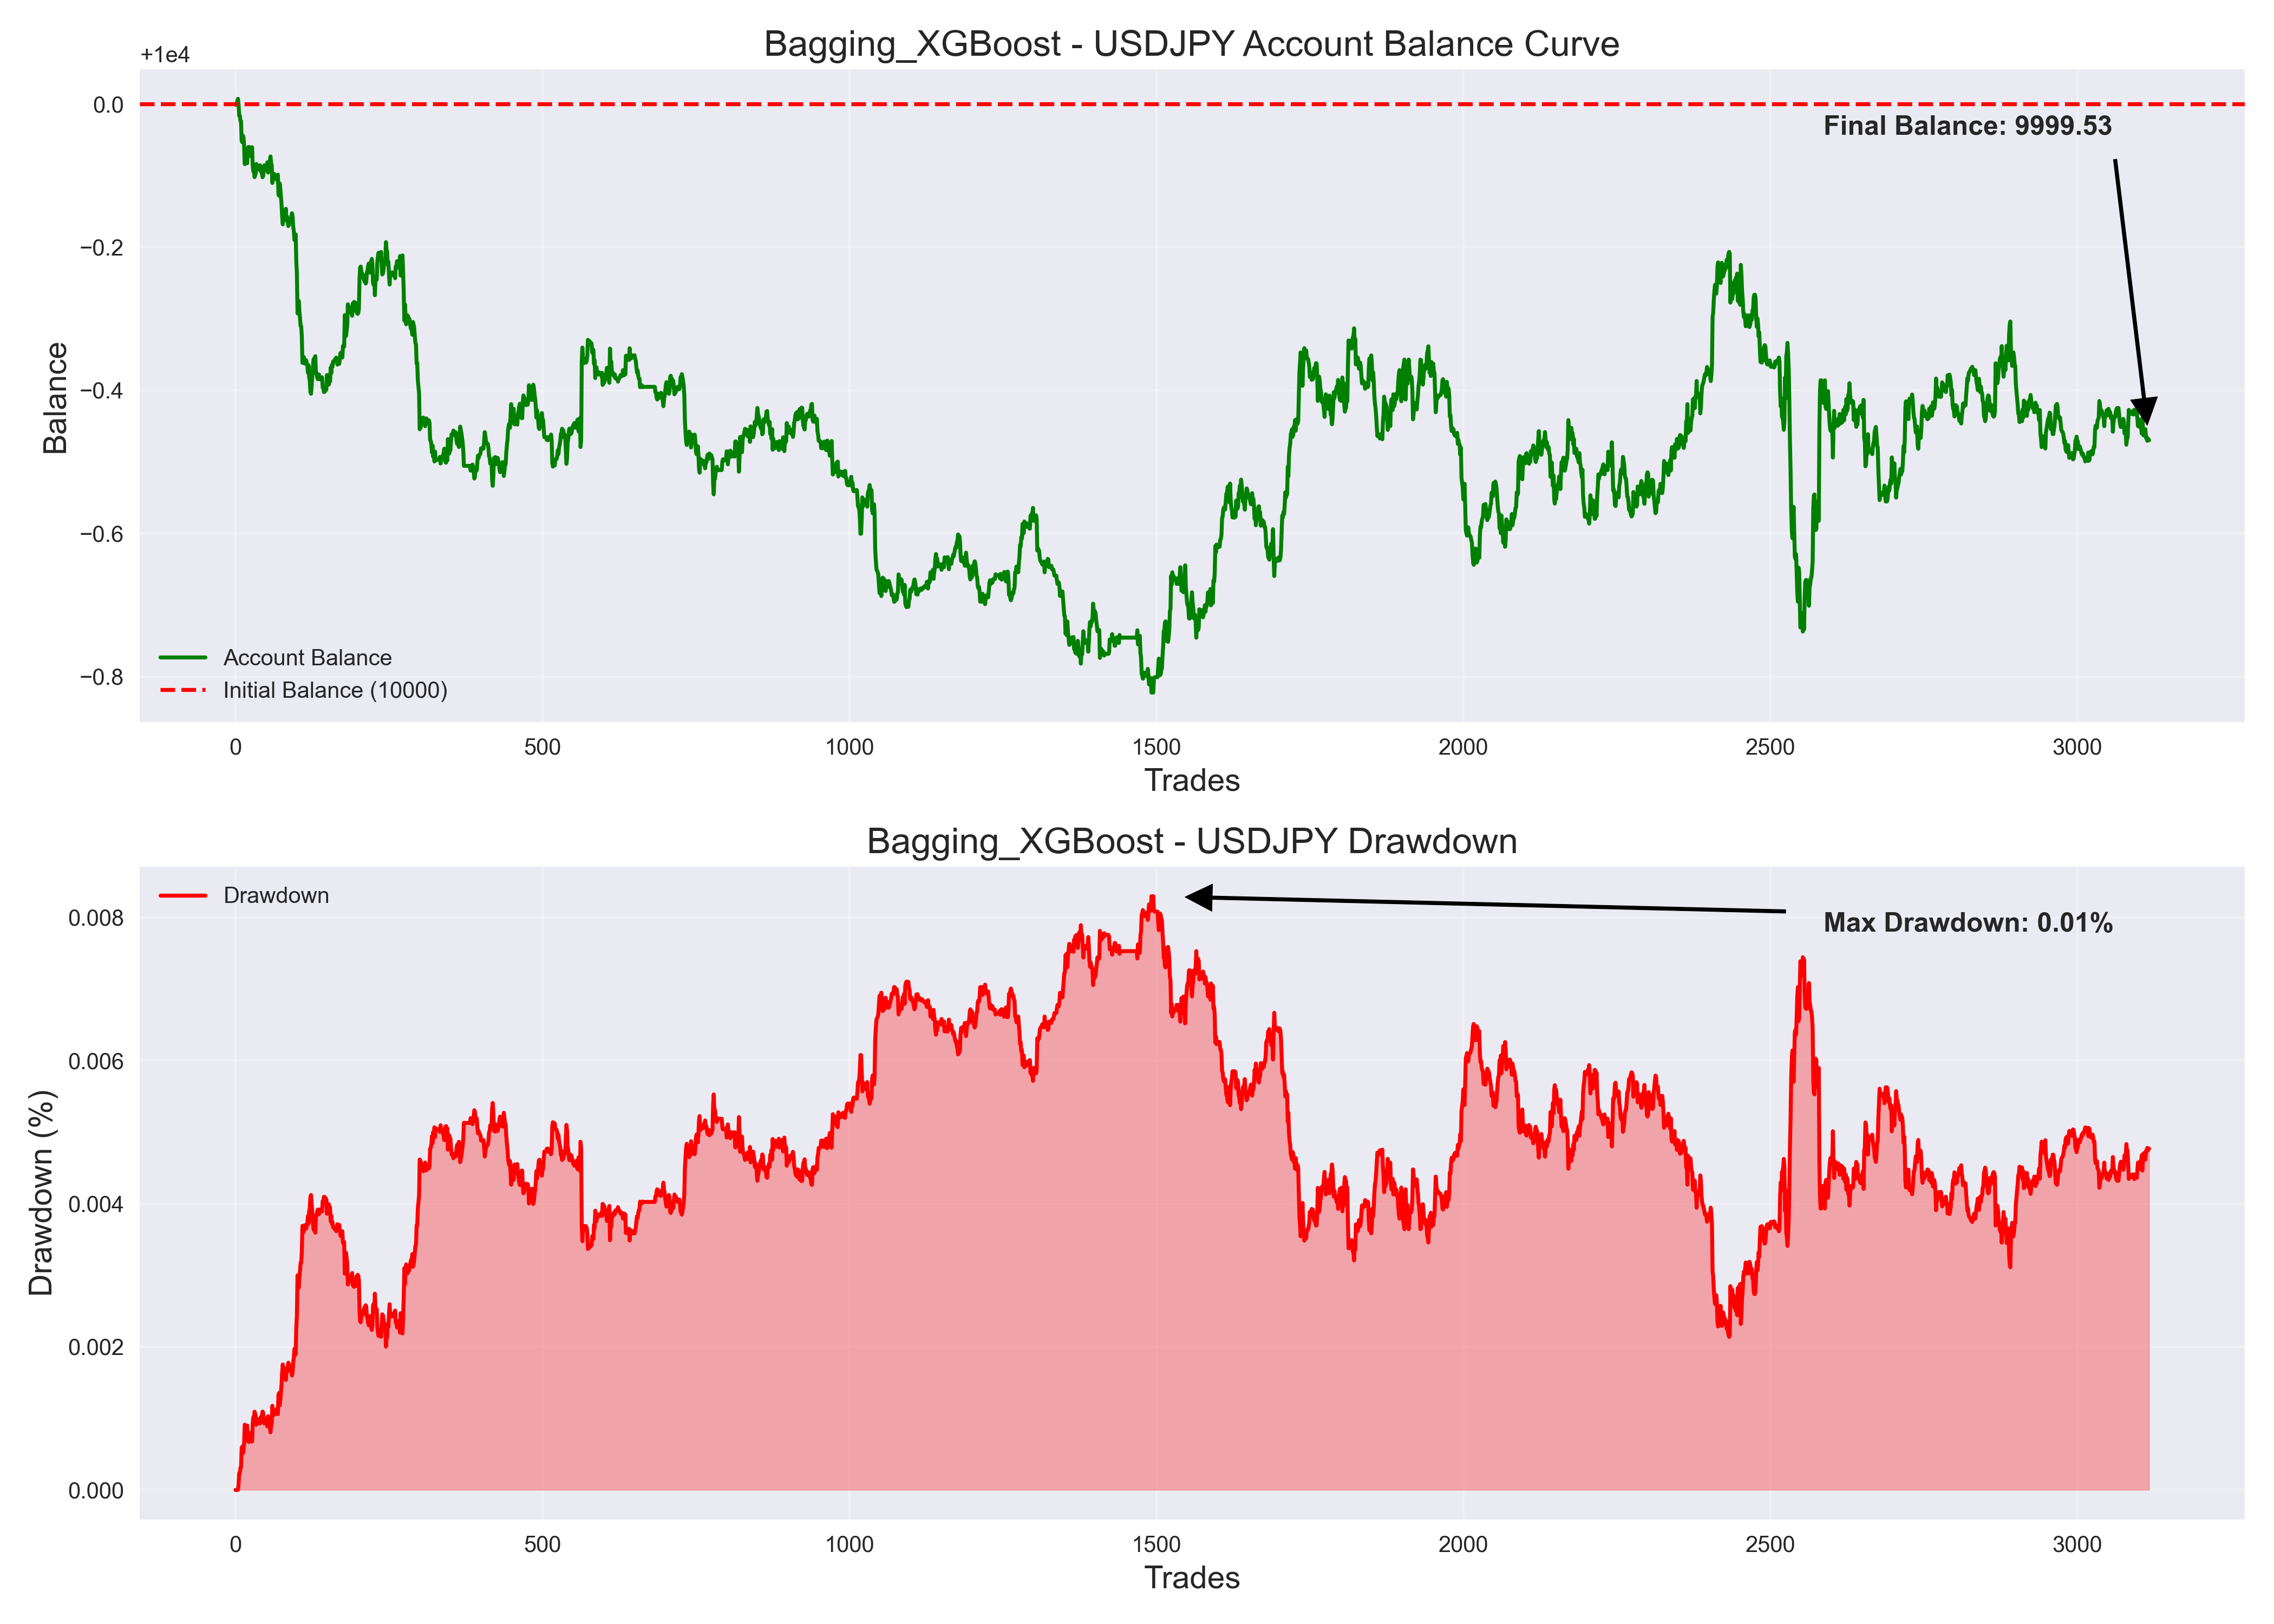 Bagging_XGBoost - USDJPY Account Balance Curve
+1e4
0.0
−0.2
−0.4
−0.6
−0.8
Balance
Final Balance: 9999.53
Account Balance
Initial Balance (10000)
0 500 1000 1500 2000 2500 3000
Trades
Bagging_XGBoost - USDJPY Drawdown
Drawdown
Max Drawdown: 0.01%
0.008
0.006
0.004
0.002
0.000
Drawdown (%)
0 500 1000 1500 2000 2500 3000
Trades